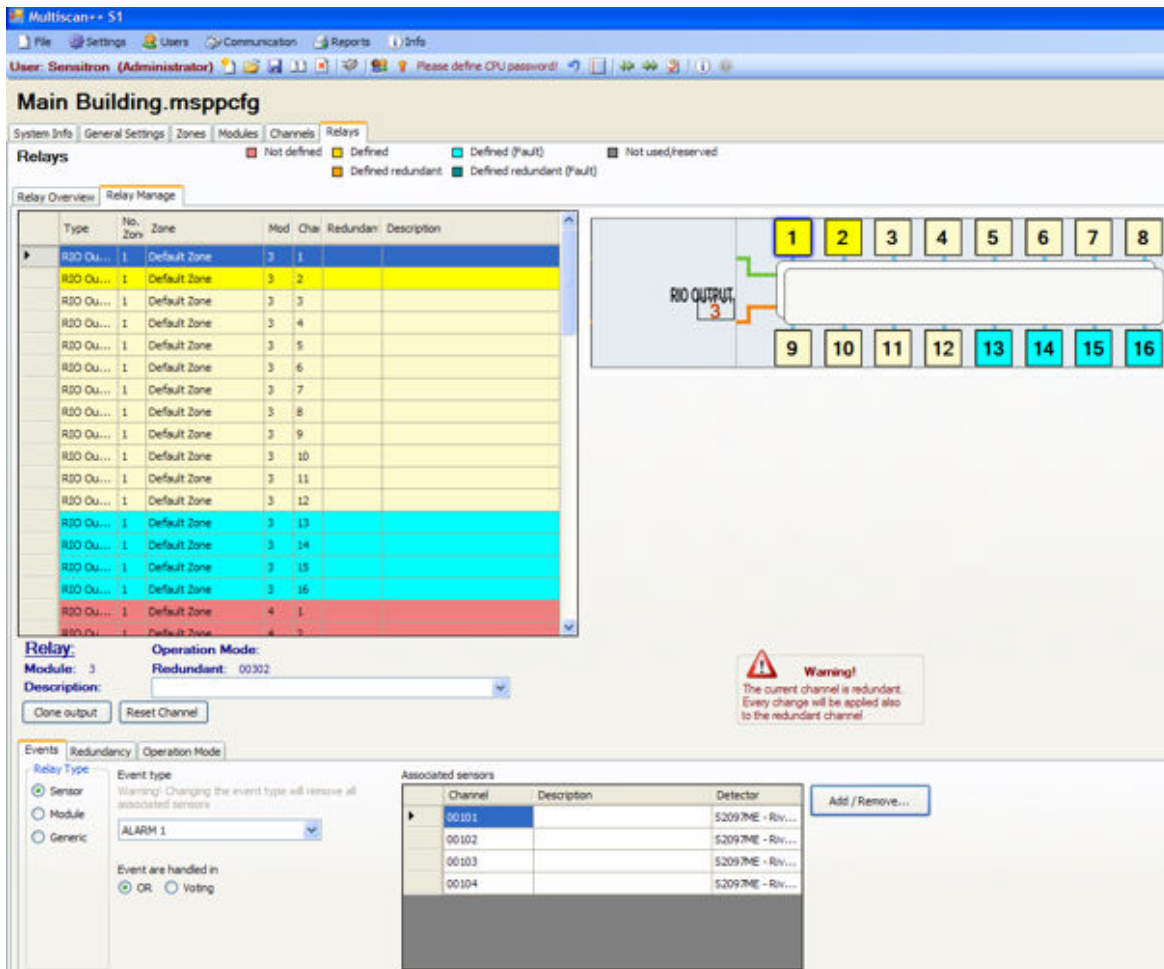 Multiscan++ S1
File Settings Users Communication Reports Info
User: Sensitron (Administrator) Please define CPU password!
Main Building.msppcfg
System Info General Settings Zones Modules Channels Relays
Relays
Not defined Defined Defined (Fault) Not used/reserved
Defined redundant Defined redundant (Fault)
Relay Overview Relay Manage
Type No. Zone Zone Mod Cha Redundan Description
RIO Ou... 1 Default Zone 3 1
RIO Ou... 1 Default Zone 3 2
RIO Ou... 1 Default Zone 3 3
RIO Ou... 1 Default Zone 3 4
RIO Ou... 1 Default Zone 3 5
RIO Ou... 1 Default Zone 3 6
RIO Ou... 1 Default Zone 3 7
RIO Ou... 1 Default Zone 3 8
RIO Ou... 1 Default Zone 3 9
RIO Ou... 1 Default Zone 3 10
RIO Ou... 1 Default Zone 3 11
RIO Ou... 1 Default Zone 3 12
RIO Ou... 1 Default Zone 3 13
RIO Ou... 1 Default Zone 3 14
RIO Ou... 1 Default Zone 3 15
RIO Ou... 1 Default Zone 3 16
RIO Ou... 1 Default Zone 4 1
RIO Ou... 1 Default Zone 4 2
1 2 3 4 5 6 7 8
RIO OUTPUT
3
9 10 11 12 13 14 15 16
Relay: Operation Mode:
Module: 3 Redundant: 00302
Description:
Clone output Reset Channel
Warning!
The current channel is redundant.
Every change will be applied also
to the redundant channel
Events Redundancy Operation Mode
Relay Type
Sensor
Module
Generic
Event type
Warning! Changing the event type will remove all
associated sensors
ALARM 1
Event are handled in
OR Voting
Associated sensors
Channel Description Detector
00101 S2097ME - Riv...
00102 S2097ME - Riv...
00103 S2097ME - Riv...
00104 S2097ME - Riv...
Add / Remove...